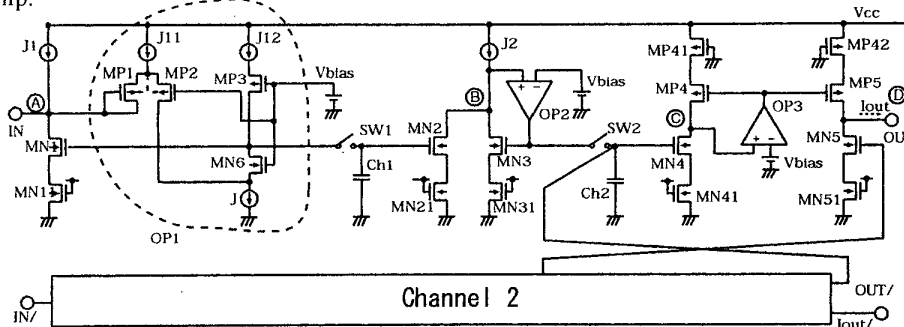 mp.
Vcc
J1
J11
J12
J2
MP1
MP2
MP3
Vbias
MP41
MP42
MP4
MP5
A
B
C
D
IN
Iout
OP2
Vbias
OP3
Vbias
SW1
SW2
MN
MN6
MN2
MN3
MN4
MN5
OU
MN1
J
Ch1
MN21
MN31
Ch2
MN41
MN51
OP1
IN/
Channel 2
OUT/
Iout/